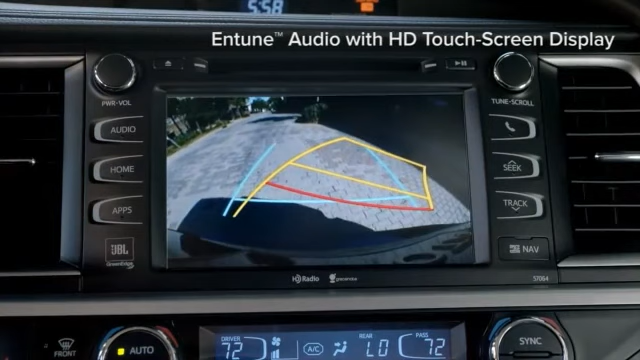 5:58
Entune™ Audio with HD Touch-Screen Display
PWR-VOL
TUNE-SCROLL
AUDIO
HOME
SEEK
APPS
TRACK
JBL
NAV
HD Radio
57064
FRONT
AUTO
DRIVER
72
A/C
REAR
LO
PASS
72
SYNC